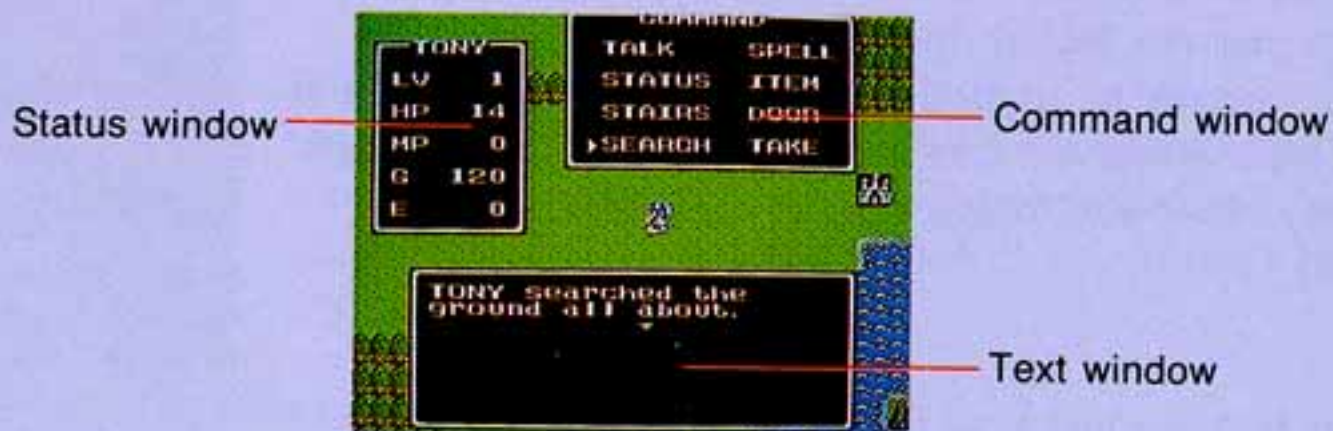 COMMAND
TONY
TALK SPELL
LV 1
STATUS ITEM
HP 14
STAIRS DOOR
MP 0
▶SEARCH TAKE
G 120
E 0
Status window
Command window
TONY searched the
ground all about.
Text window